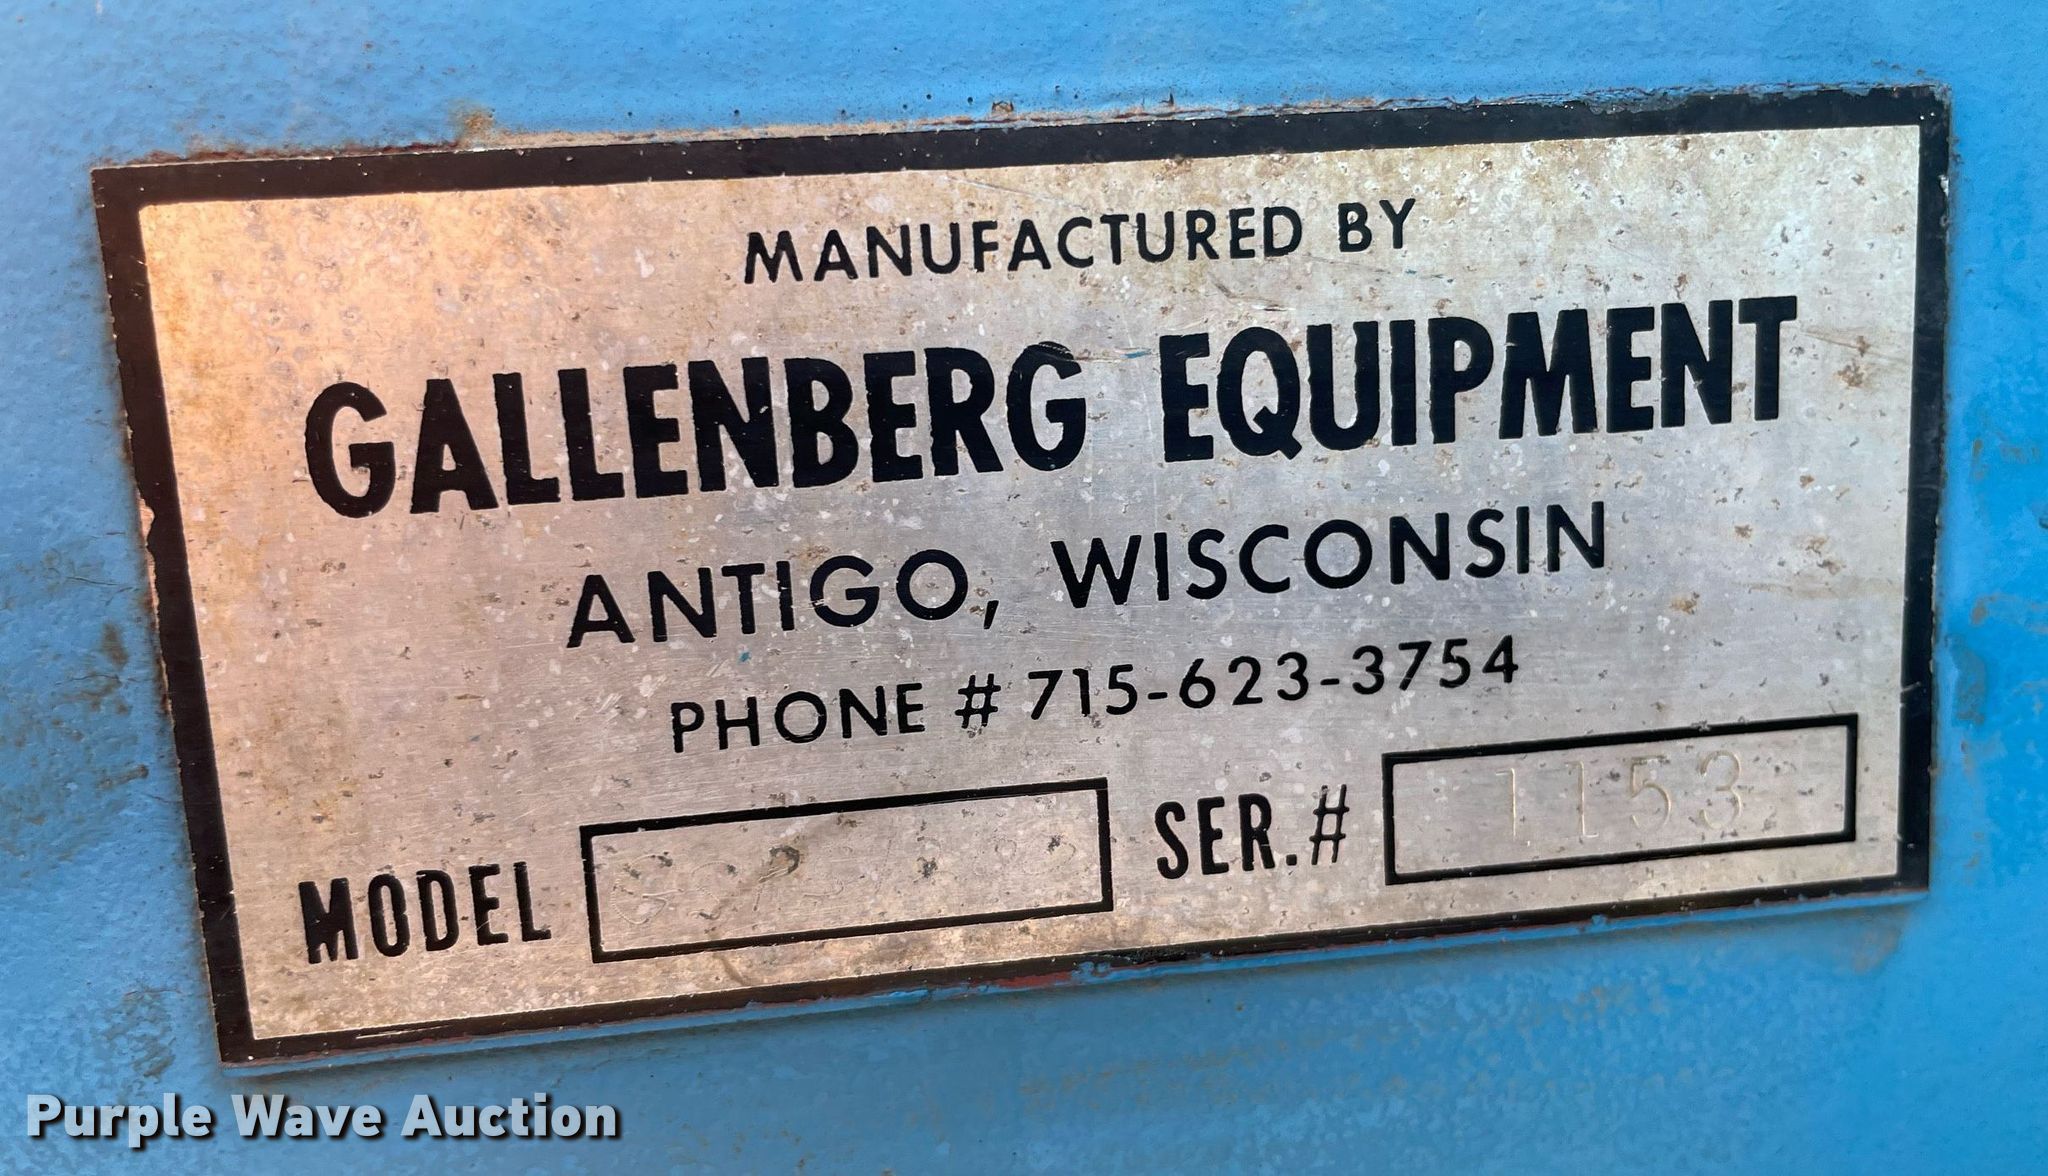 MANUFACTURED BY
GALLENBERG EQUIPMENT
ANTIGO, WISCONSIN
PHONE # 715-623-3754
MODEL
SER.# 1153
Purple Wave Auction